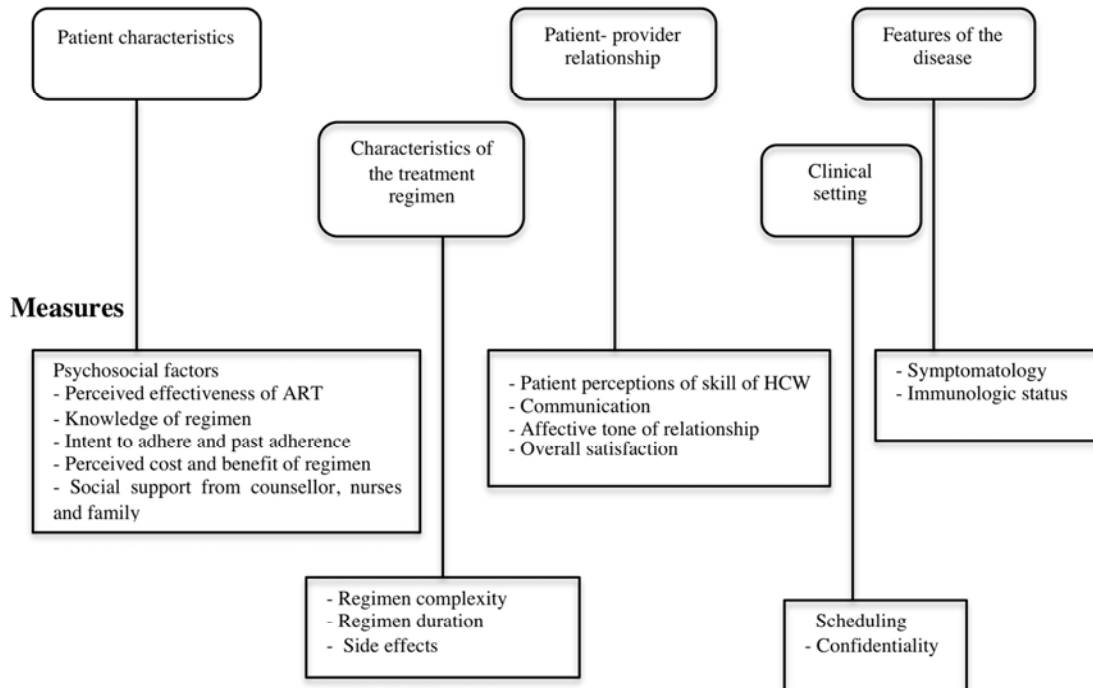 Patient characteristics
Patient- provider
relationship
Features of the
disease
Characteristics of
the treatment
regimen
Clinical
setting
Measures
Psychosocial factors
- Perceived effectiveness of ART
- Knowledge of regimen
- Intent to adhere and past adherence
- Perceived cost and benefit of regimen
- Social support from counsellor, nurses
and family
- Patient perceptions of skill of HCW
- Communication
- Affective tone of relationship
- Overall satisfaction
- Symptomatology
- Immunologic status
- Regimen complexity
- Regimen duration
- Side effects
Scheduling
- Confidentiality